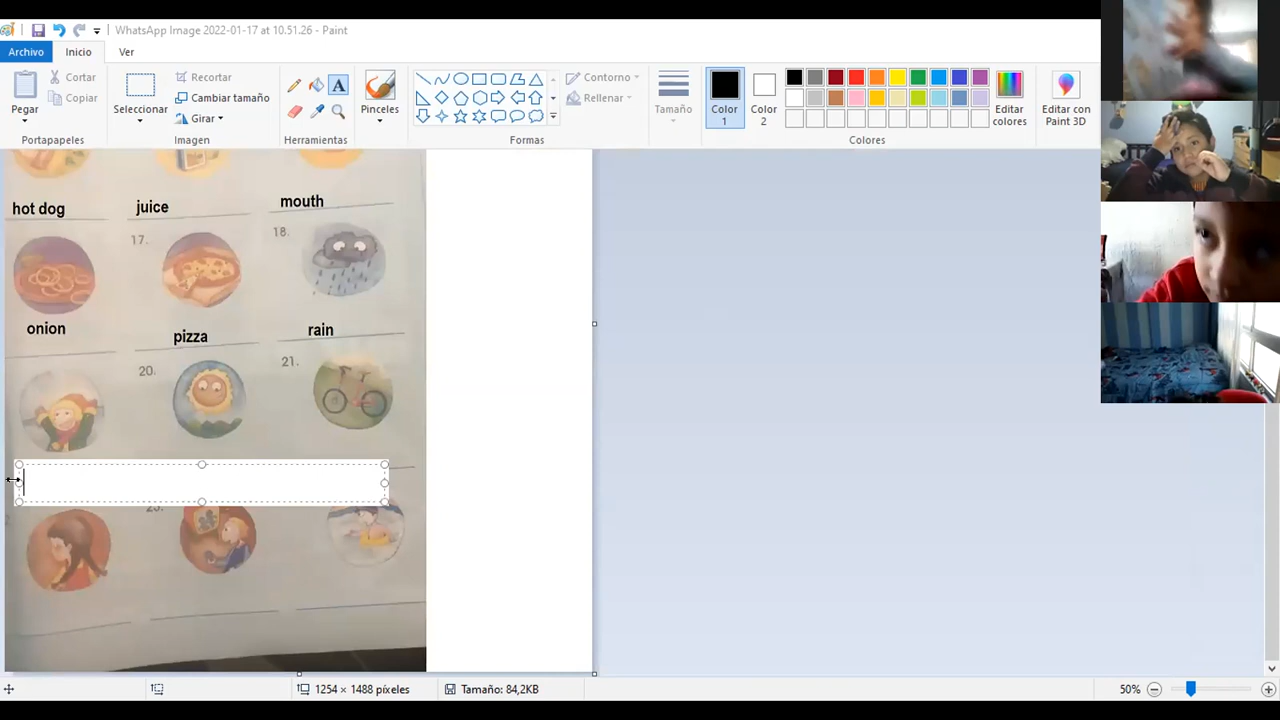 WhatsApp Image 2022-01-17 at 10.51.26 - Paint
Archivo Inicio Ver
Pegar
Cortar
Copiar
Portapapeles
Seleccionar
Recortar
Cambiar tamaño
Girar
Imagen
A
Herramientas
Pinceles
Contorno
Rellenar
Formas
Tamaño
Color 1
Color 2
Editar colores
Colores
Editar con Paint 3D
hot dog juice mouth
17. 18.
onion pizza rain
20. 21.
23.
1254 × 1488 píxeles
Tamaño: 84,2KB
50%